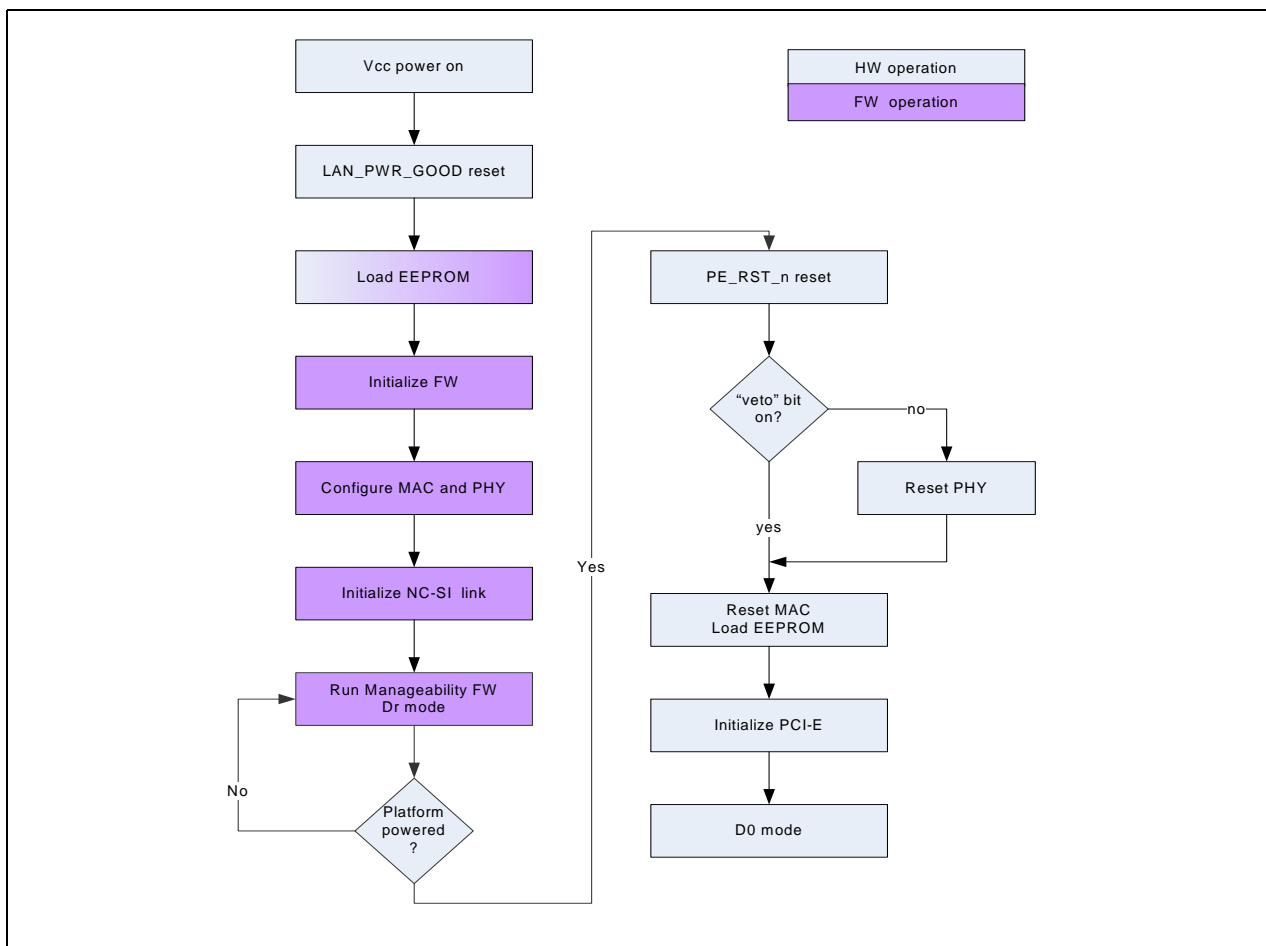 Vcc power on
LAN_PWR_GOOD reset
Load EEPROM
Initialize FW
Configure MAC and PHY
Initialize NC-SI link
Run Manageability FW
Dr mode
No
Platform
powered
?
Yes
HW operation
FW operation
PE_RST_n reset
“veto” bit
on?
no
Reset PHY
yes
Reset MAC
Load EEPROM
Initialize PCI-E
D0 mode